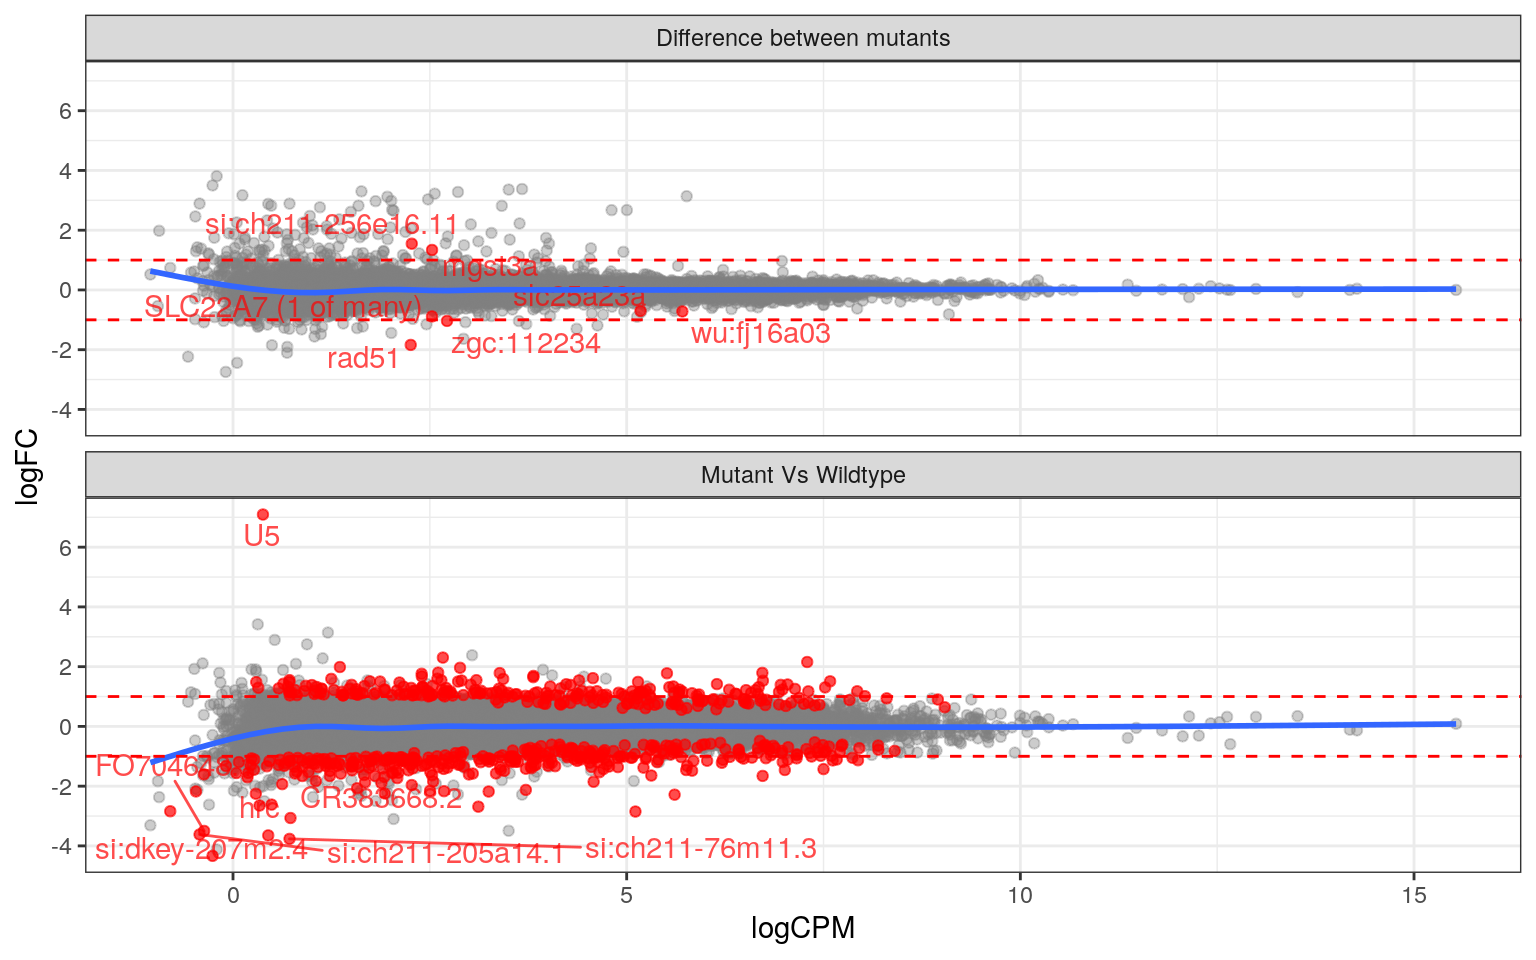 Difference between mutants
6
4
2
0
-2
-4
si:ch211-256e16.11
mgst3a
slc25a23a
SLC22A7 (1 of many)
wu:fj16a03
zgc:112234
rad51
logFC
Mutant Vs Wildtype
6
4
2
0
-2
-4
U5
CR383668.2
hrc
si:dkey-207m2.4
si:ch211-205a14.1
si:ch211-76m11.3
0
5
10
15
logCPM